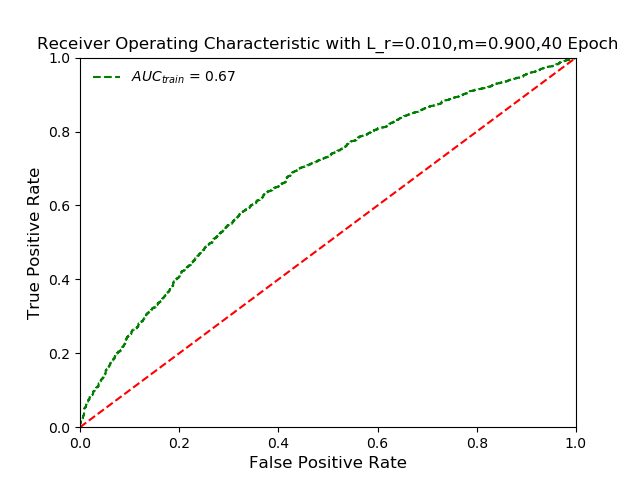 Receiver Operating Characteristic with L_r=0.010,m=0.900,40 Epoch
1.0
AUCtrain = 0.67
0.8
0.6
0.4
0.2
0.0
True Positive Rate
0.0 0.2 0.4 0.6 0.8 1.0
False Positive Rate